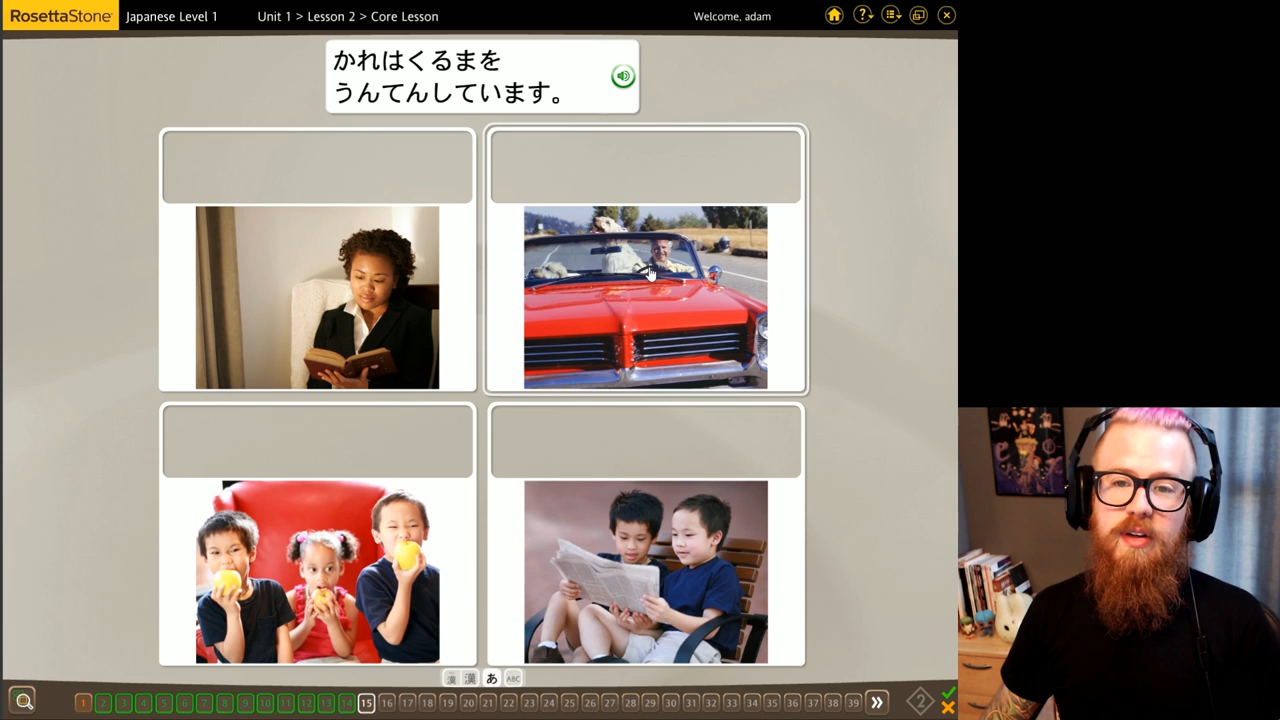 RosettaStone
Japanese Level 1
Unit 1 > Lesson 2 > Core Lesson
Welcome, adam
かれはくるまを
うんてんしています。
漢 漢 あ ABC
1 2 3 4 5 6 7 8 9 10 11 12 13 14 15 16 17 18 19 20 21 22 23 24 25 26 27 28 29 30 31 32 33 34 35 36 37 38 39
2